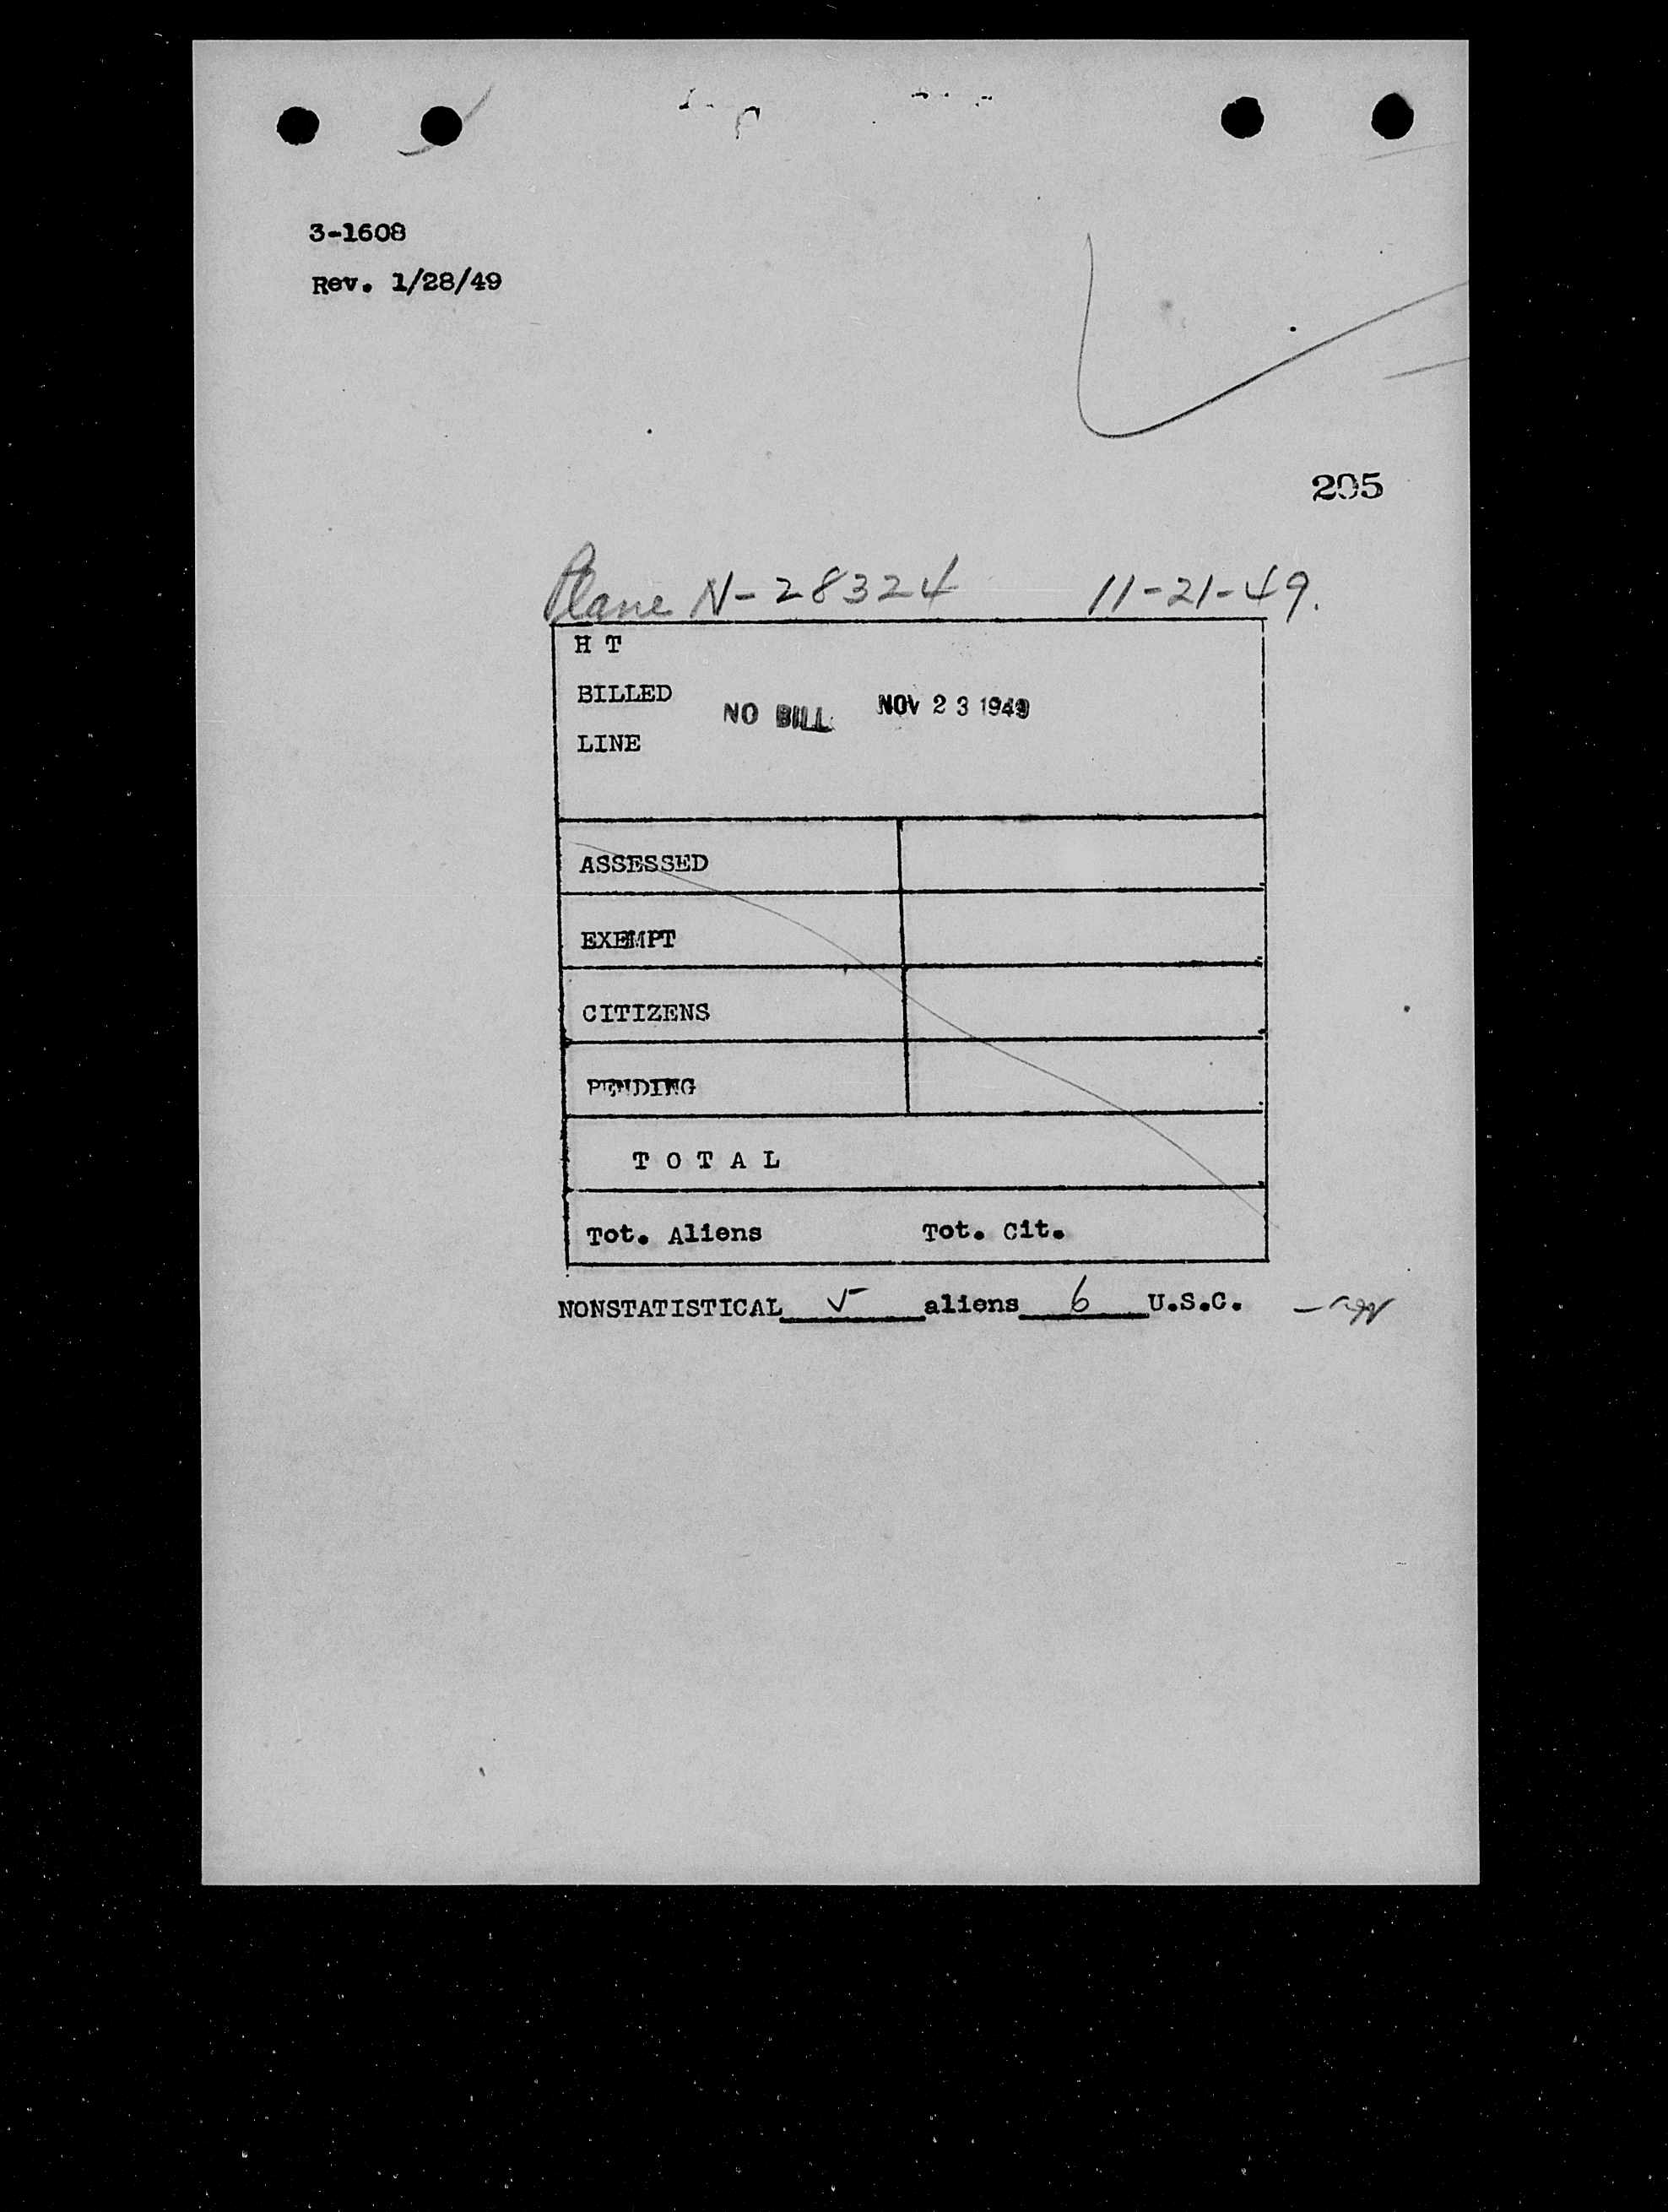 3-1608
Rev. 1/28/49
205
Plane N-28324 11-21-49.
H T
BILLED
NO BILL NOV 23 1949
LINE
ASSESSED
EXEMPT
CITIZENS
PENDING
T O T A L
Tot. Aliens Tot. Cit.
NONSTATISTICAL 5 aliens 6 U.S.C.